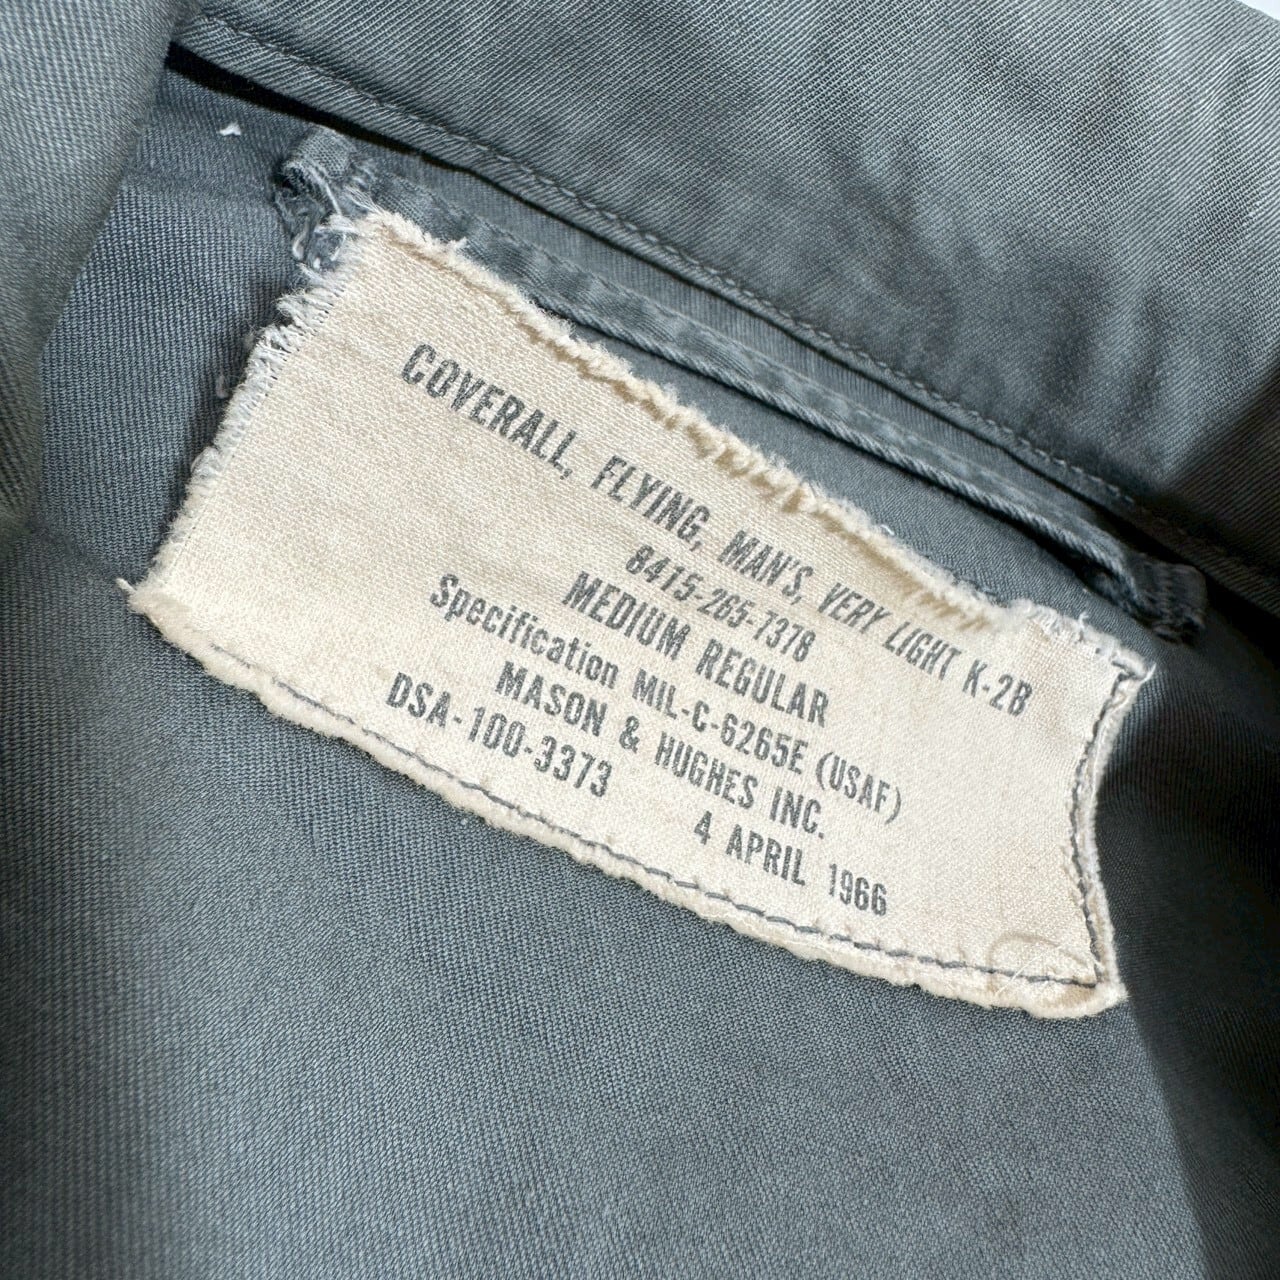 COVERALL, FLYING, MAN'S, VERY LIGHT K-2B
8415-265-7378
MEDIUM REGULAR
Specification MIL-C-6265E (USAF)
MASON & HUGHES INC.
DSA-100-3373 4 APRIL 1966